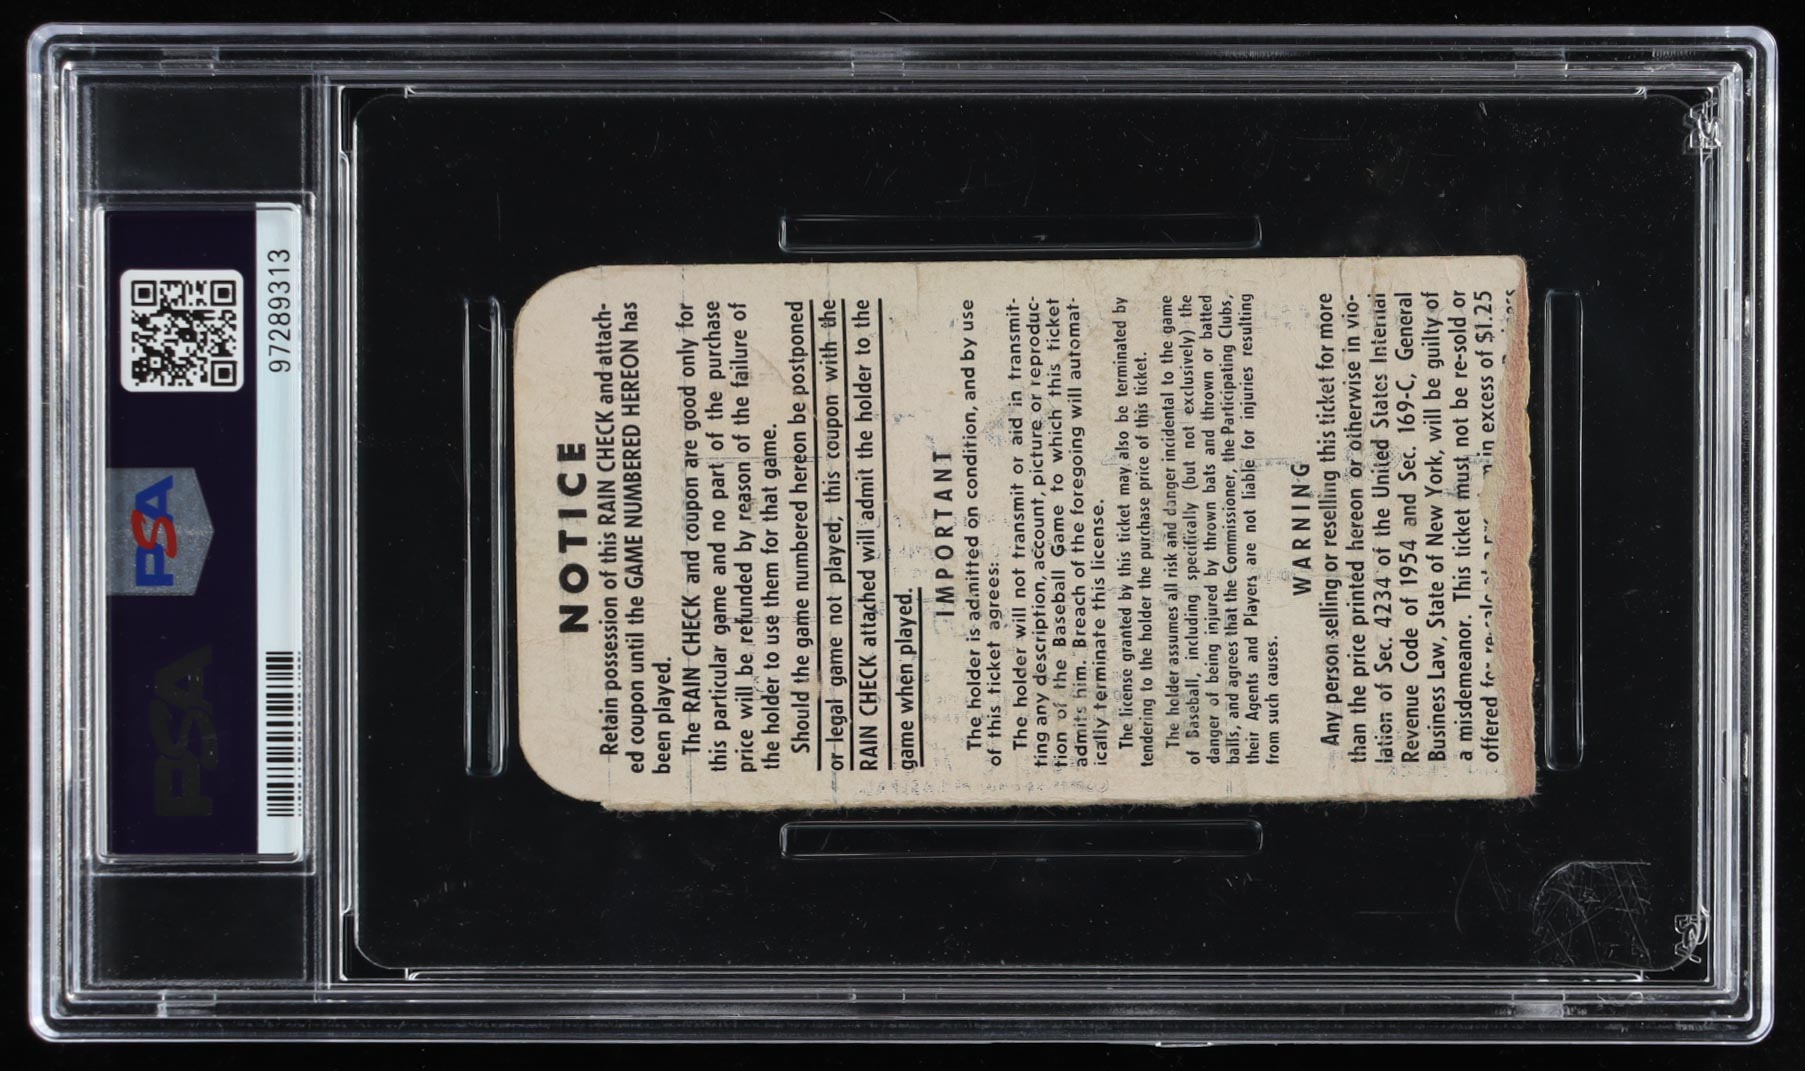 97289313
PSA
PSA
NOTICE
Retain possession of this RAIN CHECK and attach-
ed coupon until the GAME NUMBERED HEREON has
been played.
The RAIN CHECK and coupon are good only for
this particular game and no part of the purchase
price will be refunded by reason of the failure of
the holder to use them for that game.
Should the game numbered hereon be postponed
or legal game not played, this coupon with the
RAIN CHECK attached will admit the holder to the
game when played.
IMPORTANT
The holder is admitted on condition, and by use
of this ticket agrees:
The holder will not transmit or aid in transmit-
ting any description, account, picture or reproduc-
tion of the Baseball Game to which this ticket
admits him. Breach of the foregoing will automat-
ically terminate this license.
The license granted by this ticket may also be terminated by
tendering to the holder the purchase price of this ticket.
The holder assumes all risk and danger incidental to the game
of Baseball, including specifically (but not exclusively) the
danger of being injured by thrown bats and thrown or batted
balls, and agrees that the Commissioner, the Participating Clubs,
their Agents and Players are not liable for injuries resulting
from such causes.
WARNING
Any person selling or reselling this ticket for more
than the price printed hereon or otherwise in vio-
lation of Sec. 4234 of the United States Internal
Revenue Code of 1954 and Sec. 169-C, General
Business Law, State of New York, will be guilty of
a misdemeanor. This ticket must not be re-sold or
offered for resale in excess of $1.25